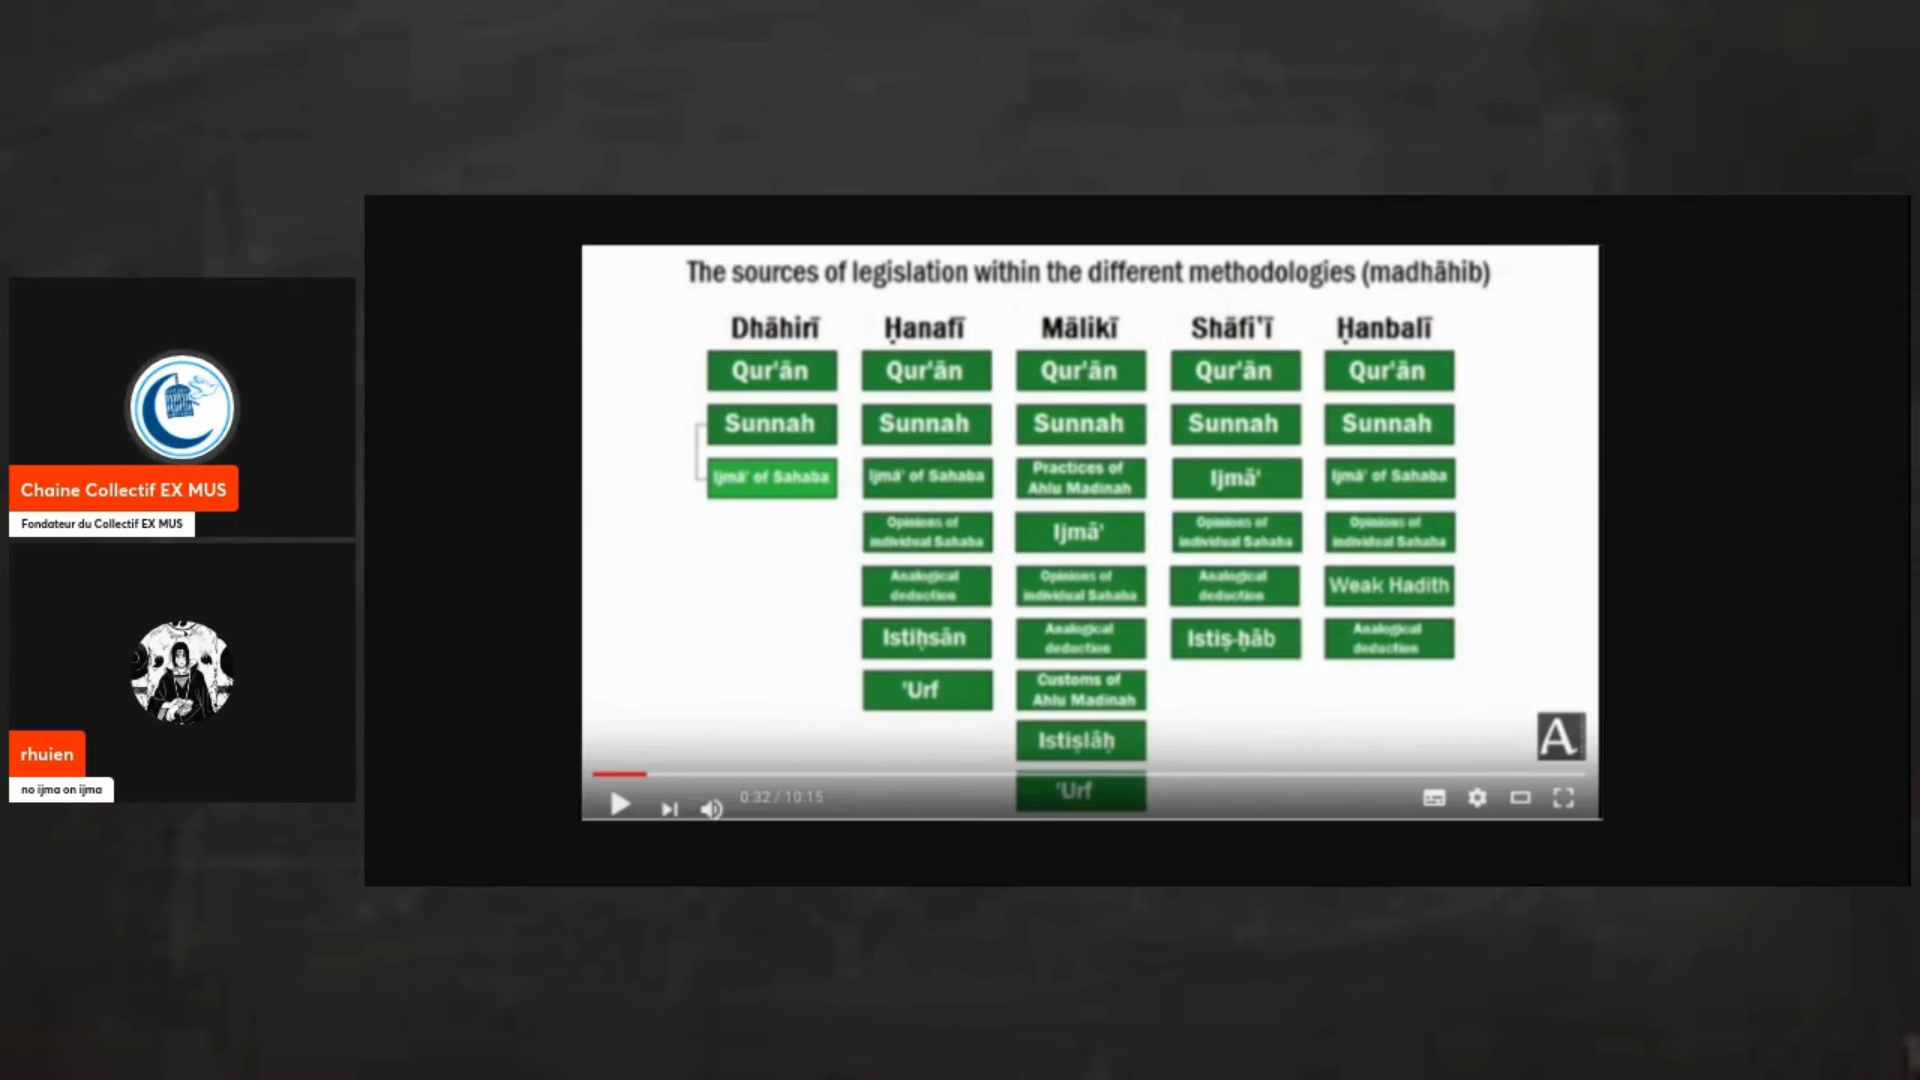 The sources of legislation within the different methodologies (madhāhib)
Dhāhirī
Ḥanafī
Mālikī
Shāfi'ī
Ḥanbalī
Qur'ān
Qur'ān
Qur'ān
Qur'ān
Qur'ān
Sunnah
Sunnah
Sunnah
Sunnah
Sunnah
Ijmā' of Sahaba
Ijmā' of Sahaba
Practices of
Ahlu Madinah
Ijmā'
Ijmā' of Sahaba
Opinions of
individual Sahaba
Ijmā'
Opinions of
individual Sahaba
Opinions of
individual Sahaba
Analogical
deduction
Opinions of
individual Sahaba
Analogical
deduction
Weak Hadith
Istiḥsān
Analogical
deduction
Istiṣ-ḥāb
Analogical
deduction
'Urf
Customs of
Ahlu Madinah
Istiṣlāḥ
'Urf
A
0:32 / 10:15
Chaine Collectif EX MUS
Fondateur du Collectif EX MUS
rhuien
no ijma on ijma